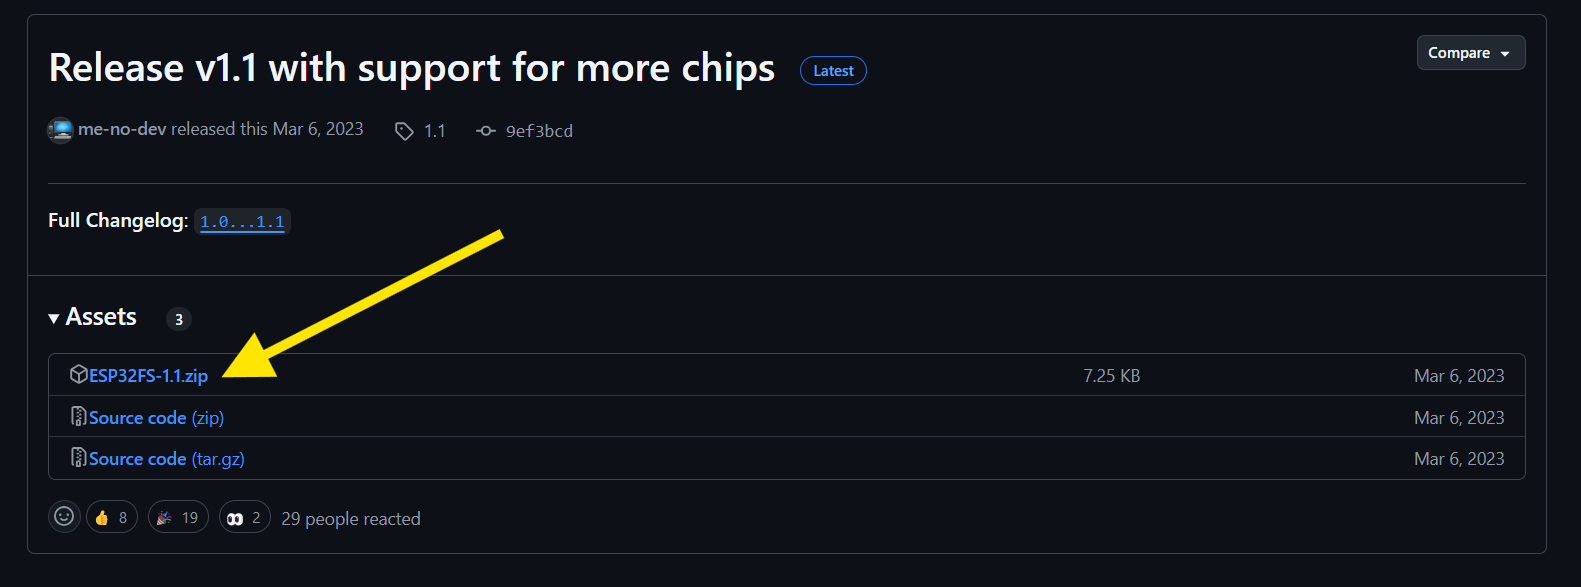 Release v1.1 with support for more chips Latest Compare
me-no-dev released this Mar 6, 2023 1.1 9ef3bcd
Full Changelog: 1.0...1.1
Assets 3
ESP32FS-1.1.zip 7.25 KB Mar 6, 2023
Source code (zip) Mar 6, 2023
Source code (tar.gz) Mar 6, 2023
8 19 2 29 people reacted